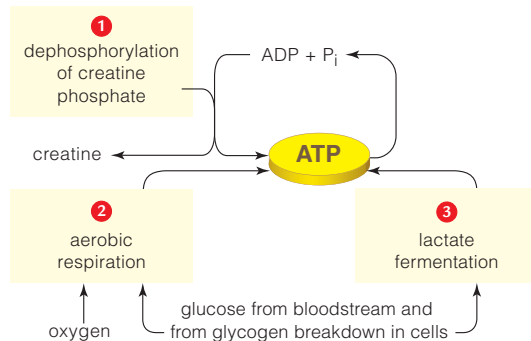 1
dephosphorylation
of creatine
phosphate
ADP + Pi
creatine
ATP
2
aerobic
respiration
3
lactate
fermentation
oxygen
glucose from bloodstream and
from glycogen breakdown in cells